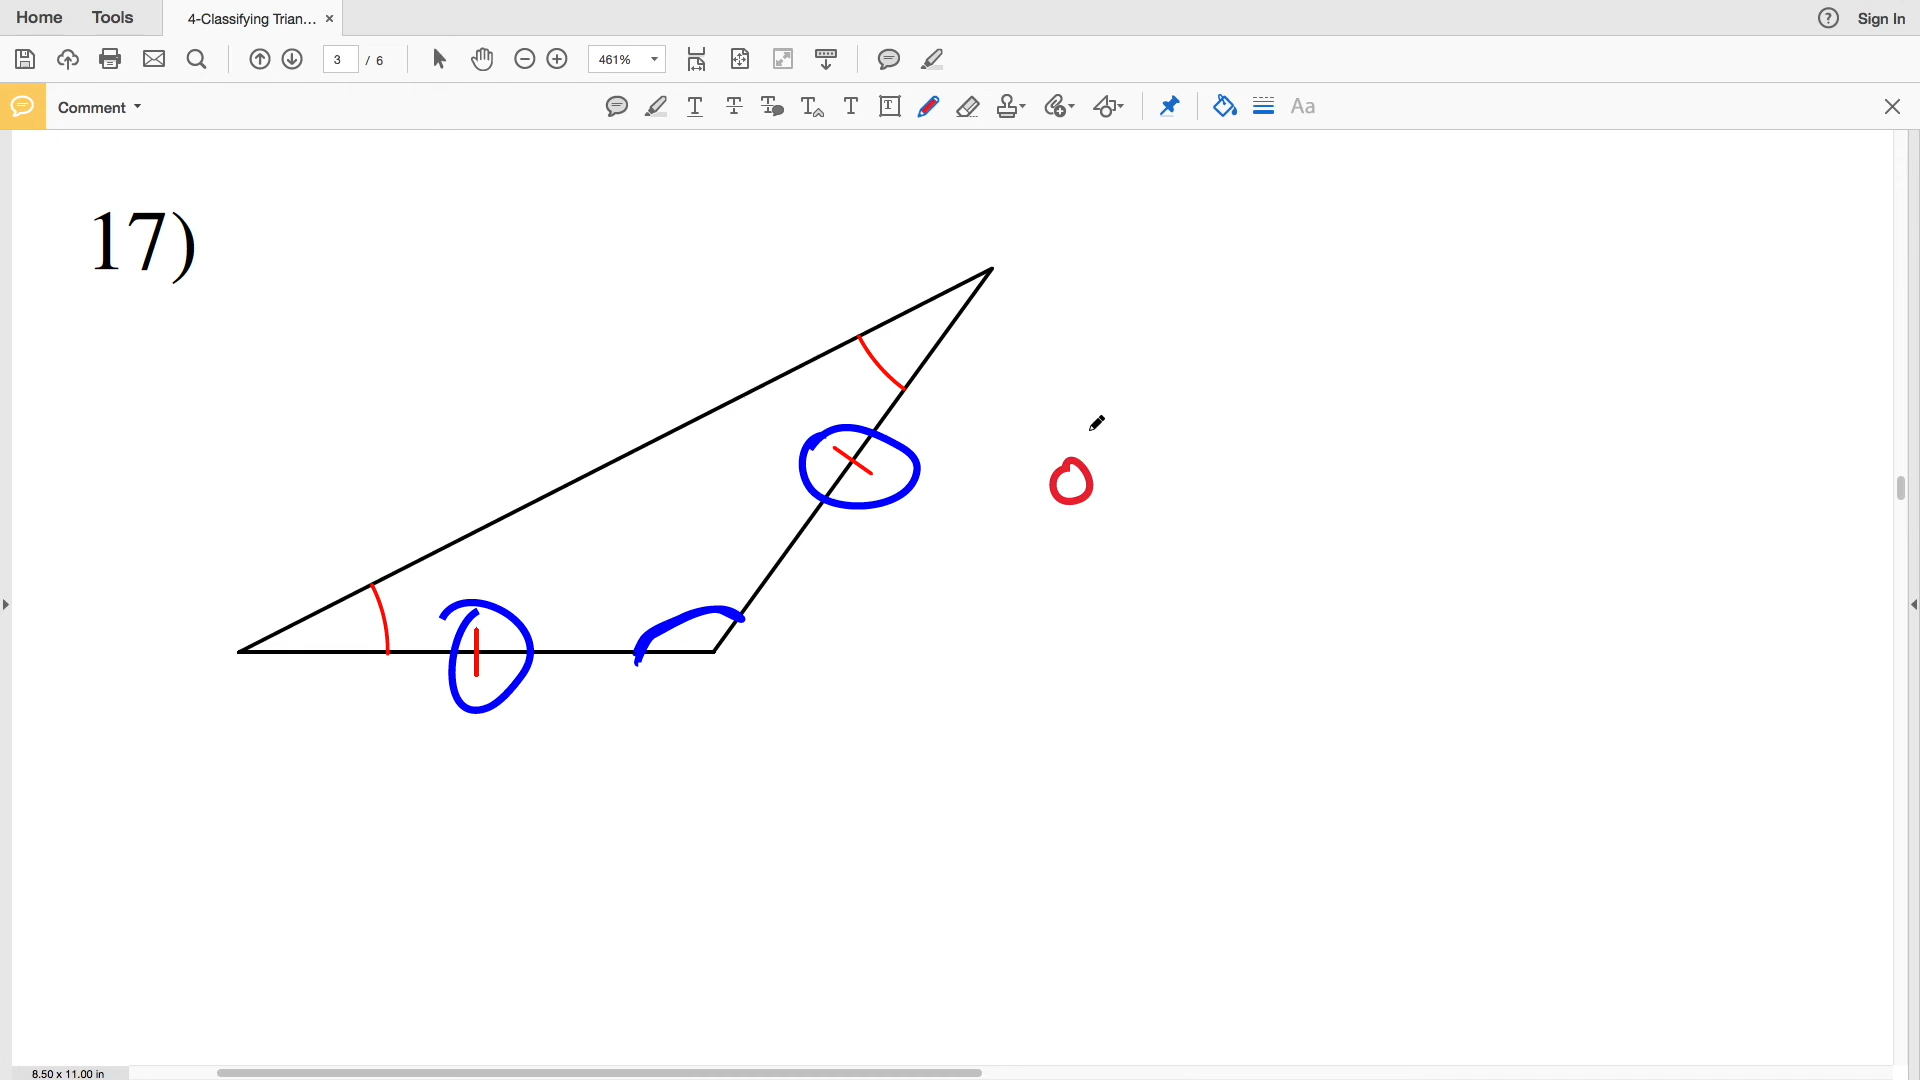 Home Tools 4-Classifying Trian... × ? Sign In
3 / 6 461%
Comment T T T T T T Aa
17)
8.50 x 11.00 in